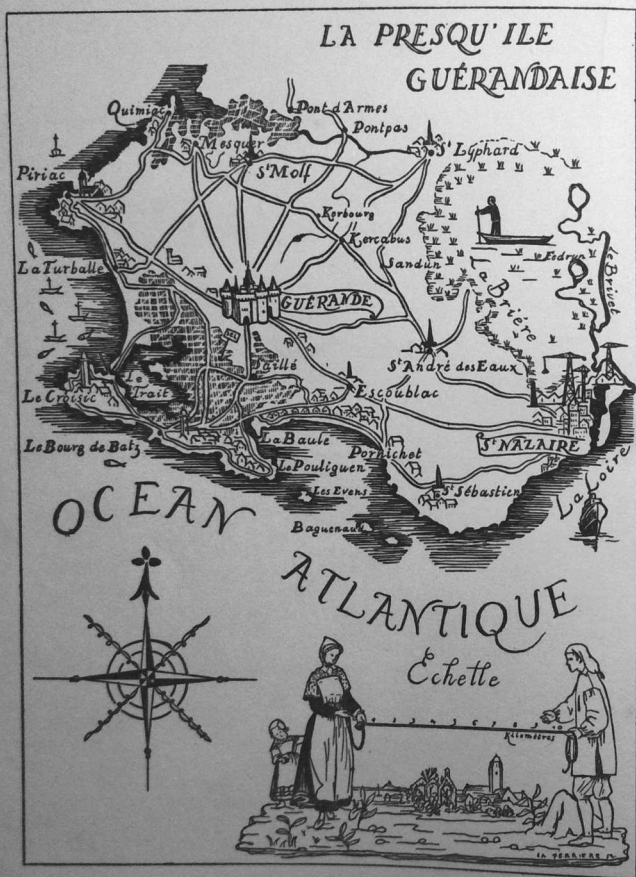 LA PRESQU'ILE
GUÉRANDAISE
Quimiac
Pont d'Armes
Pontpas
Mesquer
St Lyphard
Piriac
St Molf
Kerbourg
Kercabus
La Turballe
Sandun
La Brière
Fedrun
Le Brivet
GUÉRANDE
Saillé
St André des Eaux
Le Croisic
Le Trait
Escoublac
Le Bourg de Batz
La Baule
Pornichet
St NAZAIRE
Le Pouliguen
Les Evens
St Sébastien
La Loire
Baguenaud
OCEAN
ATLANTIQUE
Echelle
Kilomètres